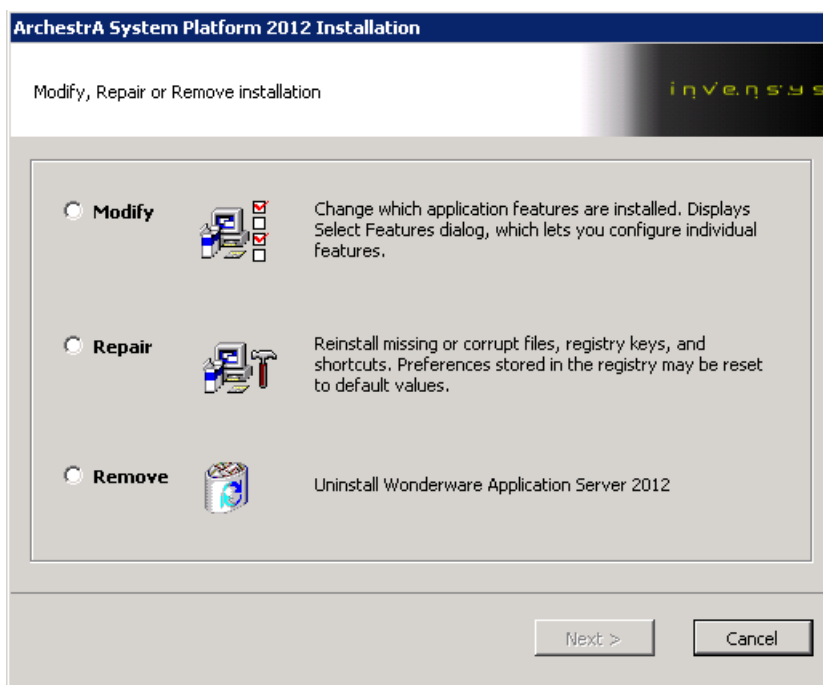 ArchestrA System Platform 2012 Installation
Modify, Repair or Remove installation
invensys
Modify
Change which application features are installed. Displays
Select Features dialog, which lets you configure individual
features.
Repair
Reinstall missing or corrupt files, registry keys, and
shortcuts. Preferences stored in the registry may be reset
to default values.
Remove
Uninstall Wonderware Application Server 2012
Next >
Cancel